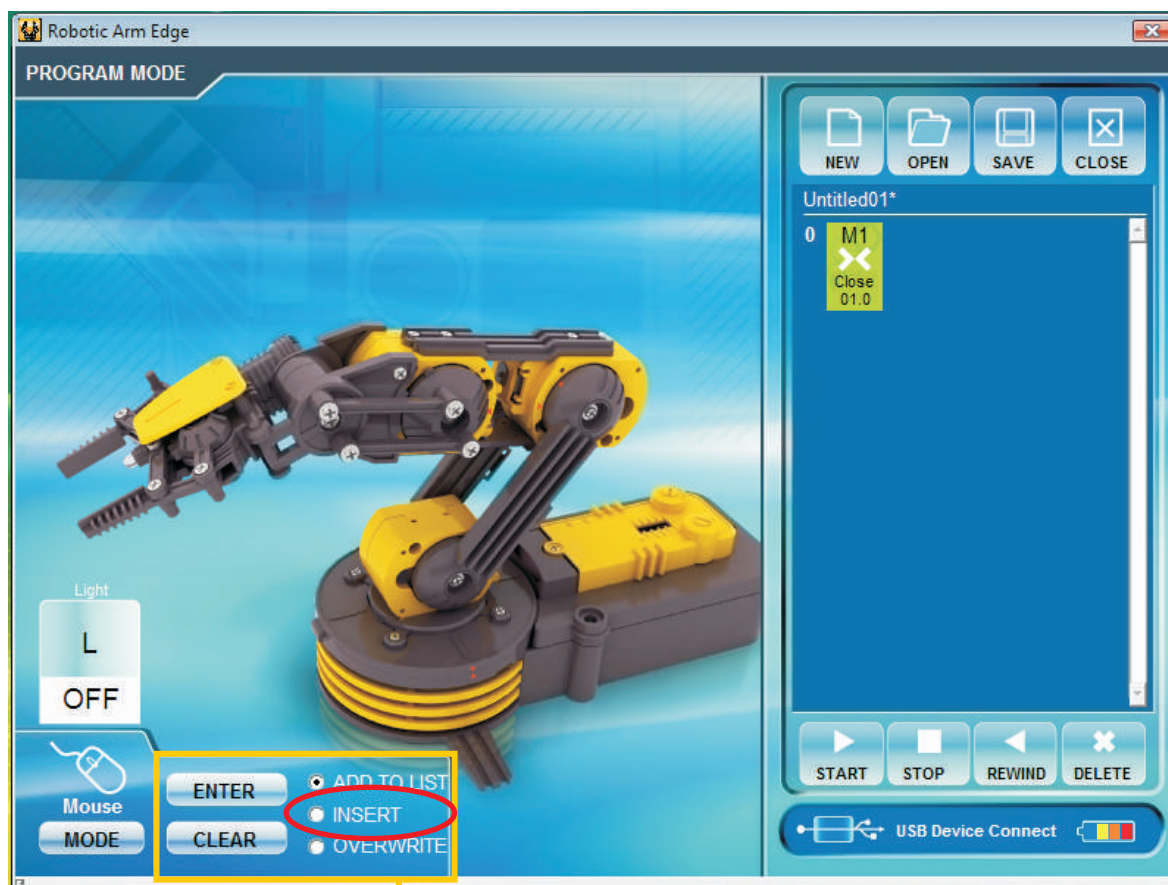 Robotic Arm Edge
PROGRAM MODE
NEW OPEN SAVE CLOSE
Untitled01*
0 M1
Close
01.0
Light
L
OFF
Mouse
MODE
ENTER
CLEAR
ADD TO LIST
INSERT
OVERWRITE
START STOP REWIND DELETE
USB Device Connect